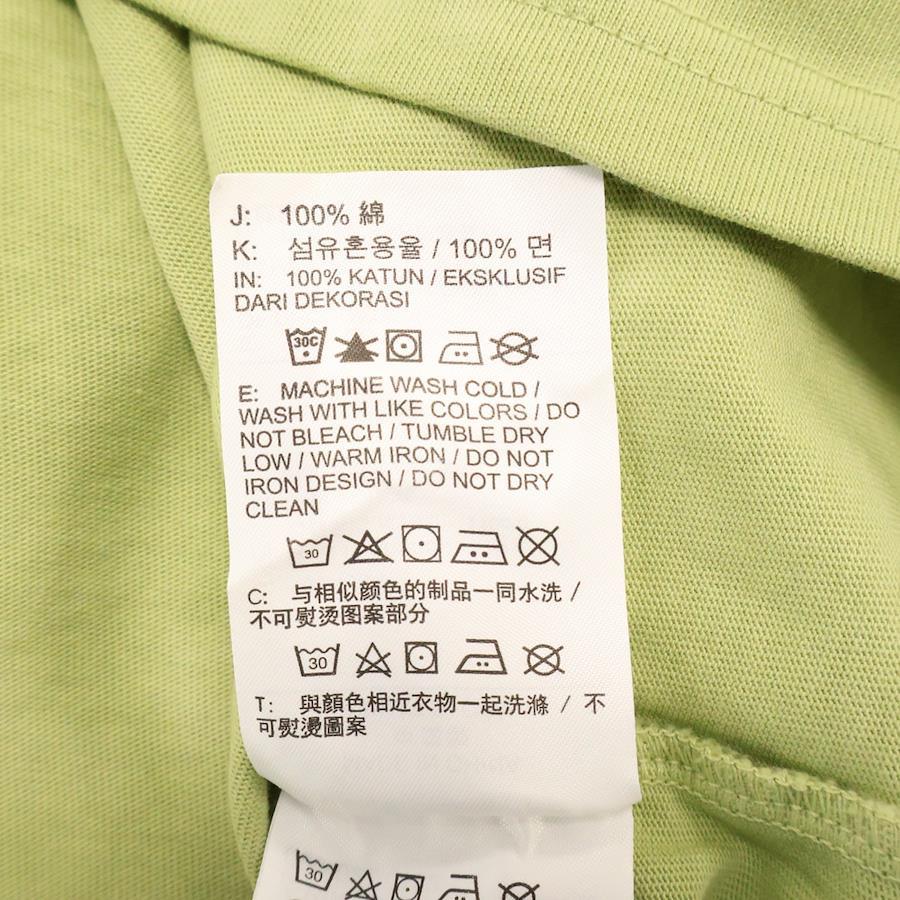 J: 100% 綿
K: 섬유혼용율 / 100% 면
IN: 100% KATUN / EKSKLUSIF
DARI DEKORASI
30C
E: MACHINE WASH COLD /
WASH WITH LIKE COLORS / DO
NOT BLEACH / TUMBLE DRY
LOW / WARM IRON / DO NOT
IRON DESIGN / DO NOT DRY
CLEAN
30
C: 与相似颜色的制品一同水洗 /
不可熨烫图案部分
30
T: 與顏色相近衣物一起洗滌 / 不
可熨燙圖案
30